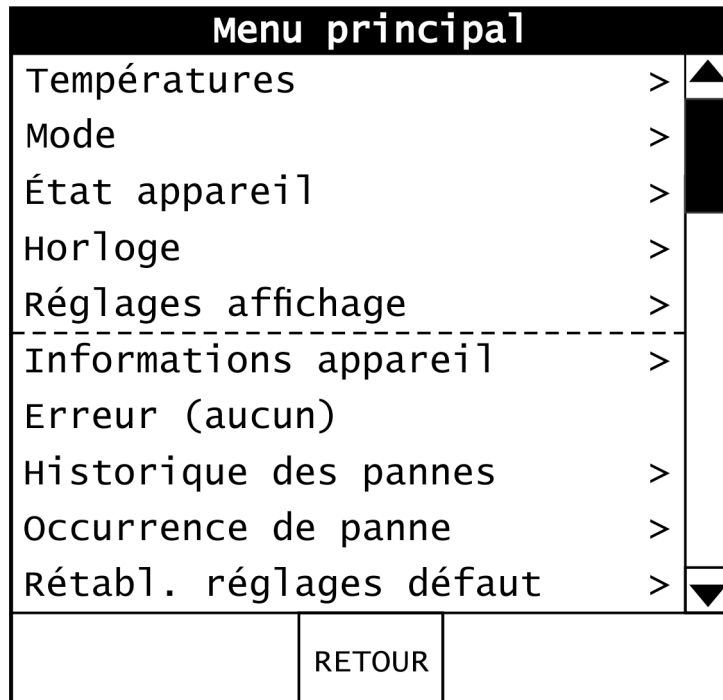 Menu principal
Températures >
Mode >
État appareil >
Horloge >
Réglages affichage >
Informations appareil >
Erreur (aucun)
Historique des pannes >
Occurrence de panne >
Rétabl. réglages défaut >
RETOUR